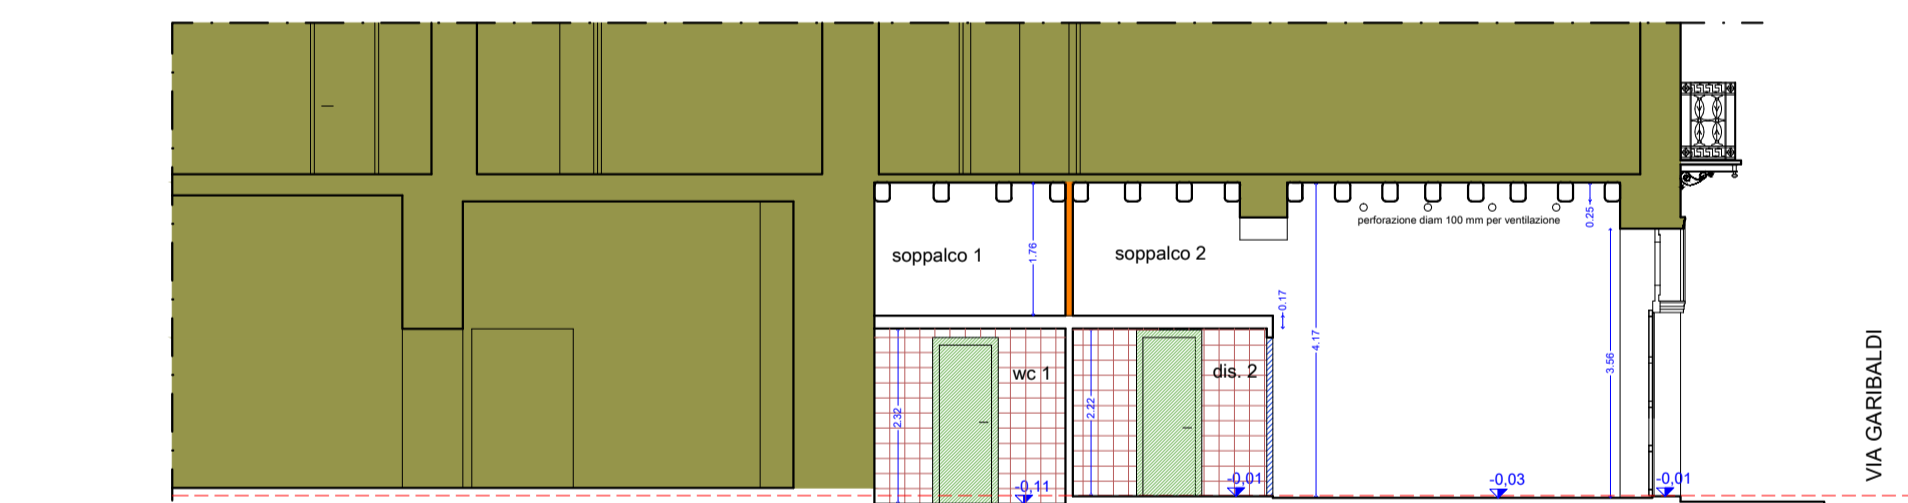 perforazione diam 100 mm per ventilazione
0.25
soppalco 1
1.76
soppalco 2
0.17
4.17
3.56
VIA GARIBALDI
wc 1
dis. 2
2.32
2.22
-0,11
-0,01
-0,03
-0,01